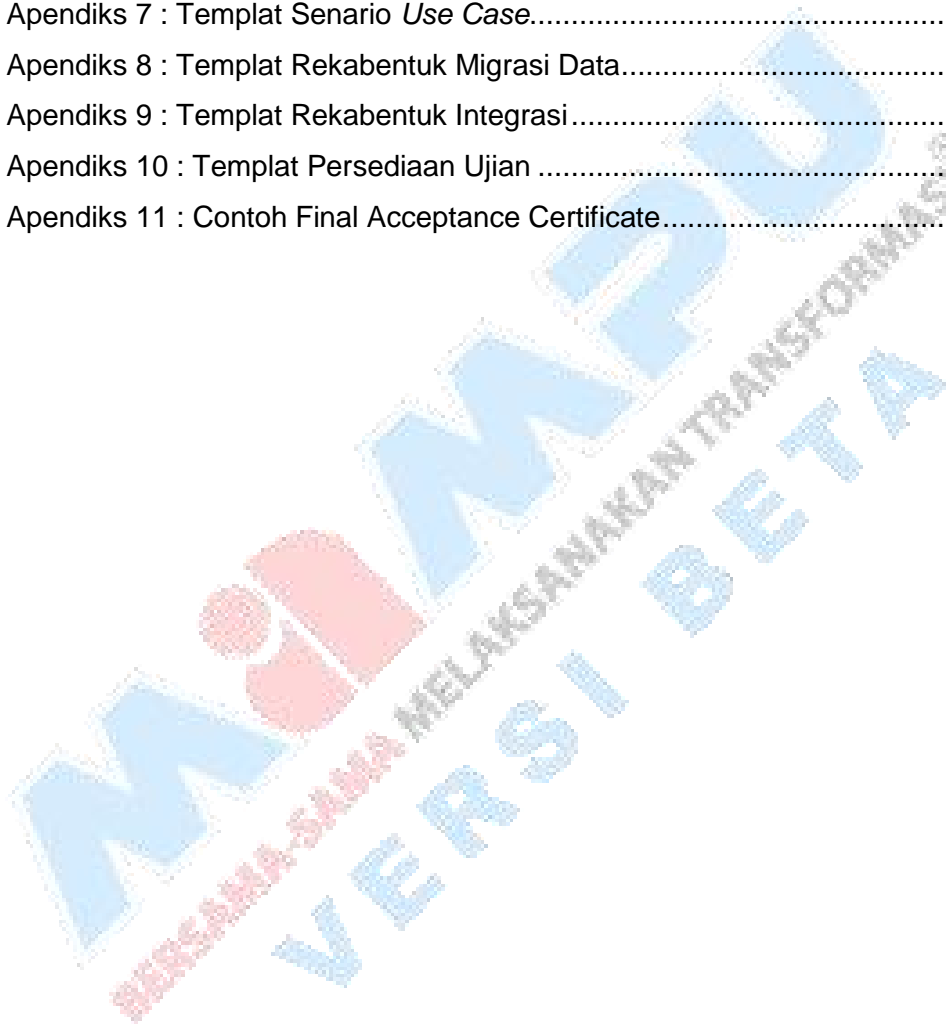 Apendiks 7 : Templat Senario Use Case......................................................
Apendiks 8 : Templat Rekabentuk Migrasi Data...........................................
Apendiks 9 : Templat Rekabentuk Integrasi.................................................
Apendiks 10 : Templat Persediaan Ujian .....................................................
Apendiks 11 : Contoh Final Acceptance Certificate......................................
MAMPU
BERSAMA-SAMA MELAKSANAKAN TRANSFORMASI
VERSI BETA